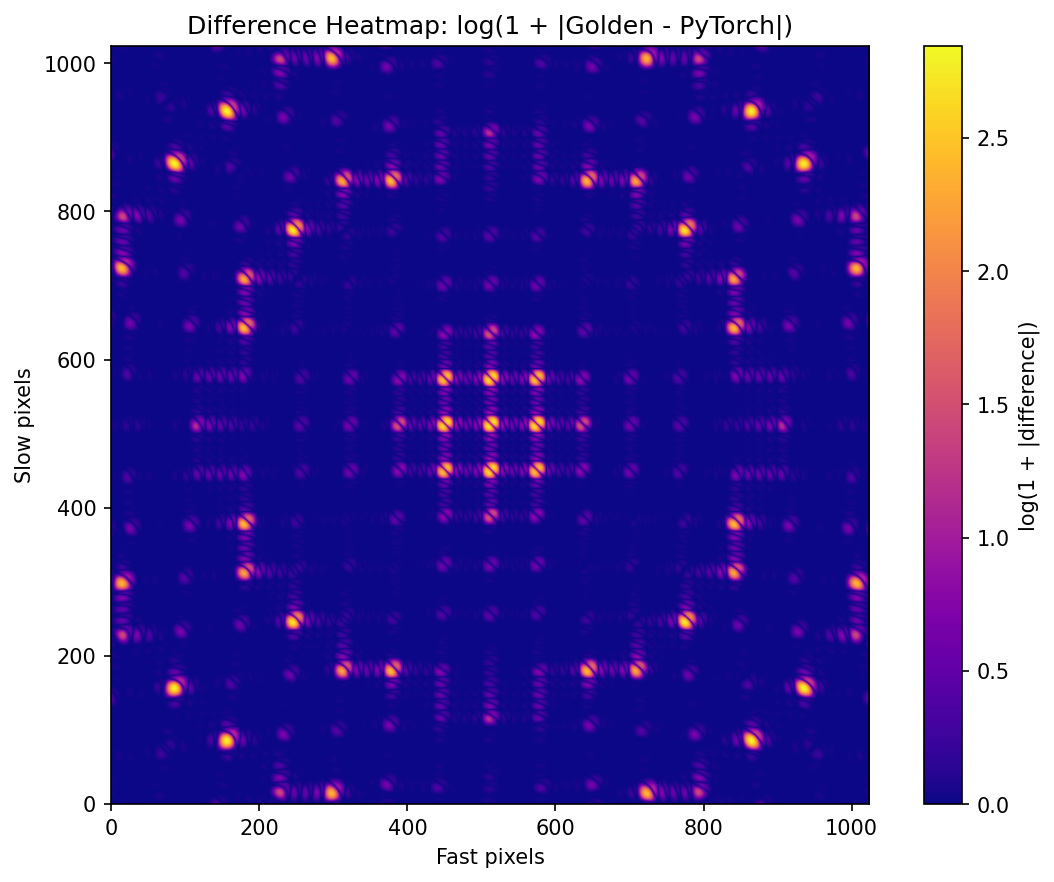 Difference Heatmap: log(1 + |Golden - PyTorch|)
1000
800
600
400
200
0
Slow pixels
0 200 400 600 800 1000
Fast pixels
2.5
2.0
1.5
1.0
0.5
0.0
log(1 + |difference|)